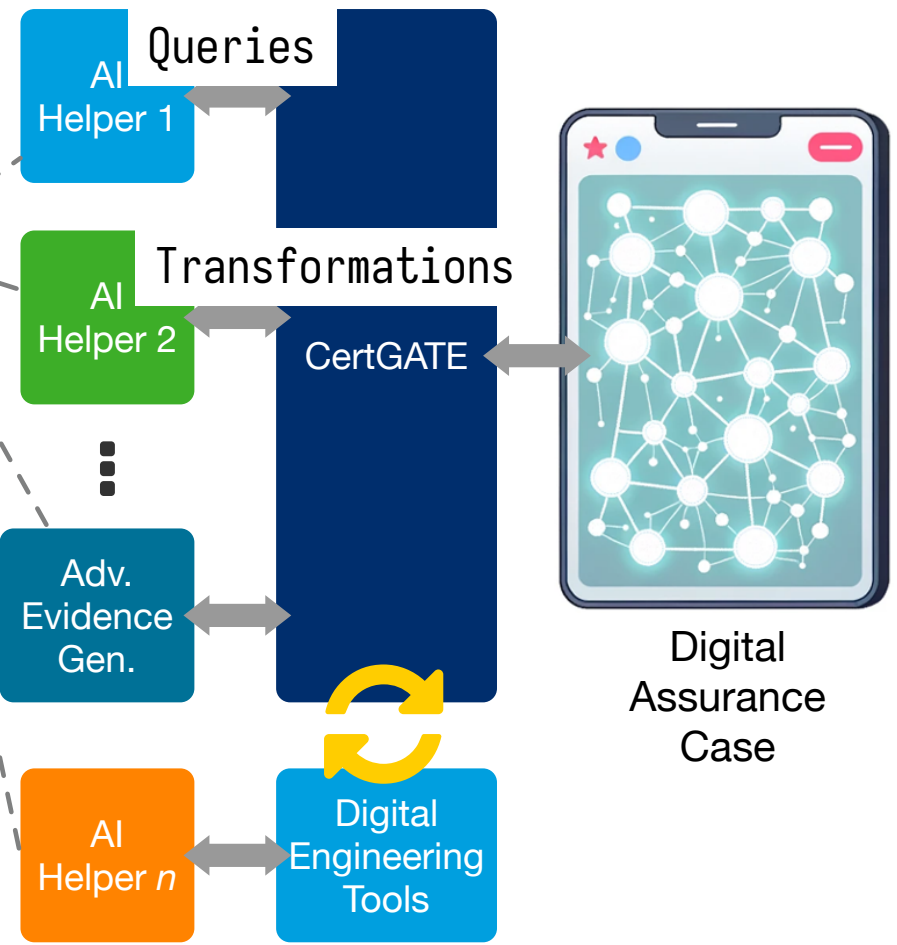 Queries
AI
Helper 1
Transformations
AI
Helper 2
CertGATE
Adv.
Evidence
Gen.
Digital
Assurance
Case
AI
Helper n
Digital
Engineering
Tools